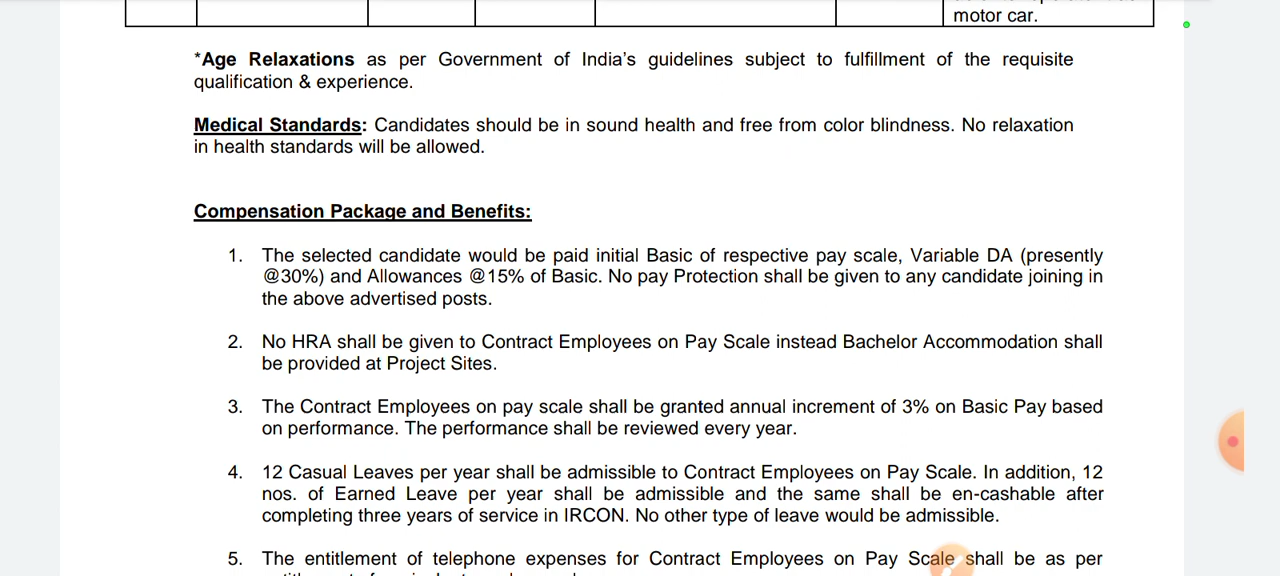 motor car.
*Age Relaxations as per Government of India’s guidelines subject to fulfillment of the requisite
qualification & experience.
Medical Standards: Candidates should be in sound health and free from color blindness. No relaxation
in health standards will be allowed.
Compensation Package and Benefits:
1. The selected candidate would be paid initial Basic of respective pay scale, Variable DA (presently
@30%) and Allowances @15% of Basic. No pay Protection shall be given to any candidate joining in
the above advertised posts.
2. No HRA shall be given to Contract Employees on Pay Scale instead Bachelor Accommodation shall
be provided at Project Sites.
3. The Contract Employees on pay scale shall be granted annual increment of 3% on Basic Pay based
on performance. The performance shall be reviewed every year.
4. 12 Casual Leaves per year shall be admissible to Contract Employees on Pay Scale. In addition, 12
nos. of Earned Leave per year shall be admissible and the same shall be en-cashable after
completing three years of service in IRCON. No other type of leave would be admissible.
5. The entitlement of telephone expenses for Contract Employees on Pay Scale shall be as per